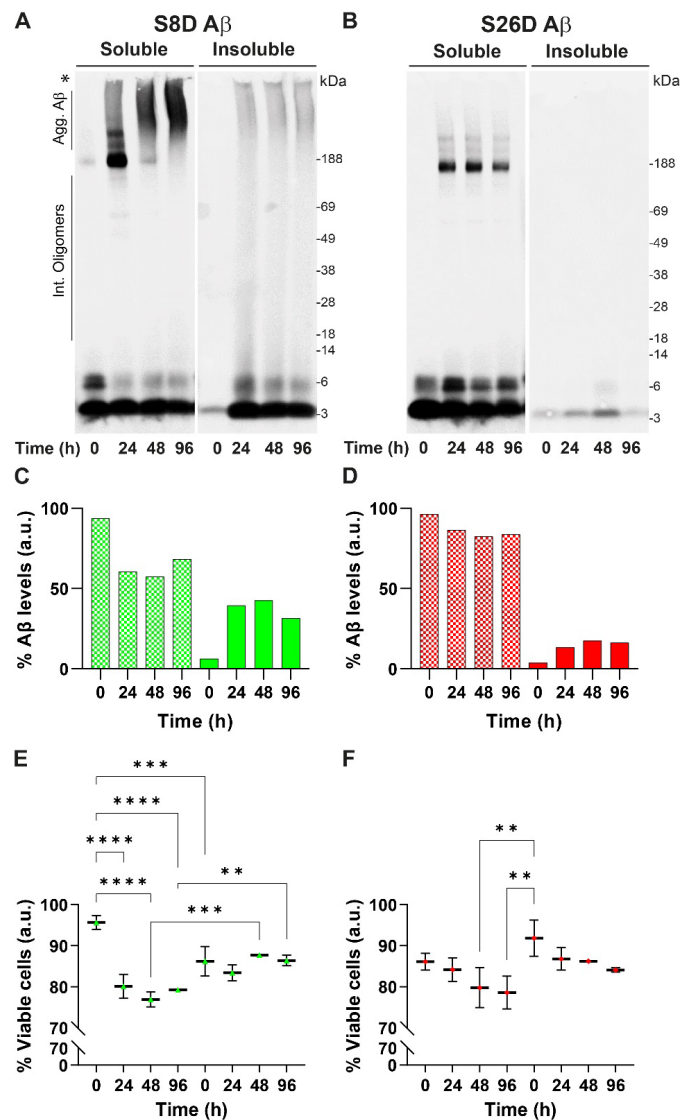 A S8D Aβ B S26D Aβ
Soluble Insoluble Soluble Insoluble
* kDa kDa
Agg. Aβ
-188 -188
Int. Oligomers
-69 -69
-49 -49
-38 -38
-28 -28
-18 -18
-14 -14
-6 -6
-3 -3
Time (h) 0 24 48 96 0 24 48 96 Time (h) 0 24 48 96 0 24 48 96
C D
% Aβ levels (a.u.) % Aβ levels (a.u.)
100 100
50 50
0 0
0 24 48 96 0 24 48 96 0 24 48 96 0 24 48 96
Time (h) Time (h)
E F
***
****
**** **
**** ** **
***
% Viable cells (a.u.) % Viable cells (a.u.)
100 100
90 90
80 80
70 70
70 70
0 0
0 24 48 96 0 24 48 96 0 24 48 96 0 24 48 96
Time (h) Time (h)